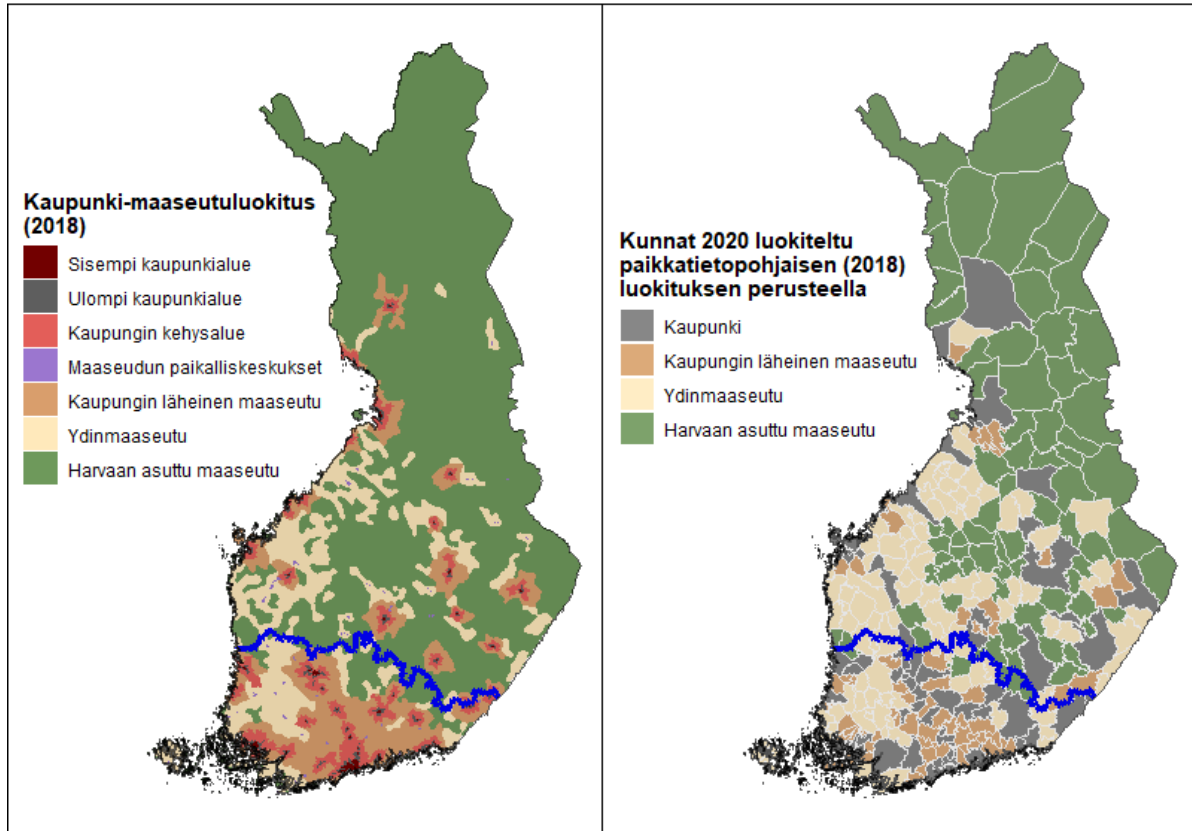 Kaupunki-maaseutuluokitus
(2018)
Sisempi kaupunkialue
Ulompi kaupunkialue
Kaupungin kehysalue
Maaseudun paikalliskeskukset
Kaupungin läheinen maaseutu
Ydinmaaseutu
Harvaan asuttu maaseutu
Kunnat 2020 luokiteltu
paikkatietopohjaisen (2018)
luokituksen perusteella
Kaupunki
Kaupungin läheinen maaseutu
Ydinmaaseutu
Harvaan asuttu maaseutu